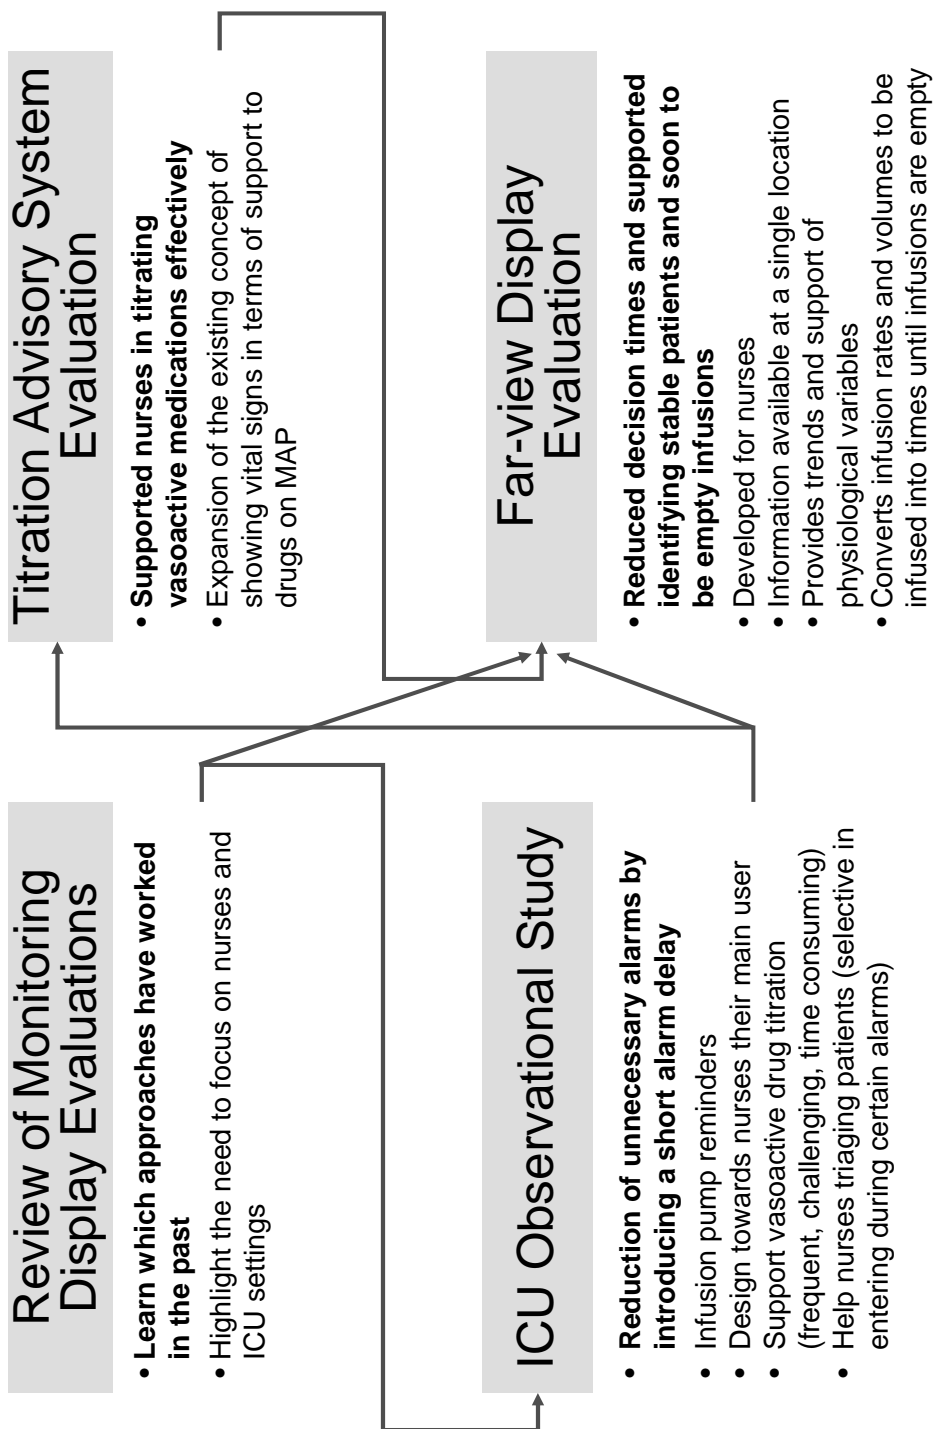 Review of Monitoring
Display Evaluations
• Learn which approaches have worked
in the past
• Highlight the need to focus on nurses and
ICU settings
Titration Advisory System
Evaluation
• Supported nurses in titrating
vasoactive medications effectively
• Expansion of the existing concept of
showing vital signs in terms of support to
drugs on MAP
ICU Observational Study
• Reduction of unnecessary alarms by
introducing a short alarm delay
• Infusion pump reminders
• Design towards nurses their main user
• Support vasoactive drug titration
(frequent, challenging, time consuming)
• Help nurses triaging patients (selective in
entering during certain alarms)
Far-view Display
Evaluation
• Reduced decision times and supported
identifying stable patients and soon to
be empty infusions
• Developed for nurses
• Information available at a single location
• Provides trends and support of
physiological variables
• Converts infusion rates and volumes to be
infused into times until infusions are empty